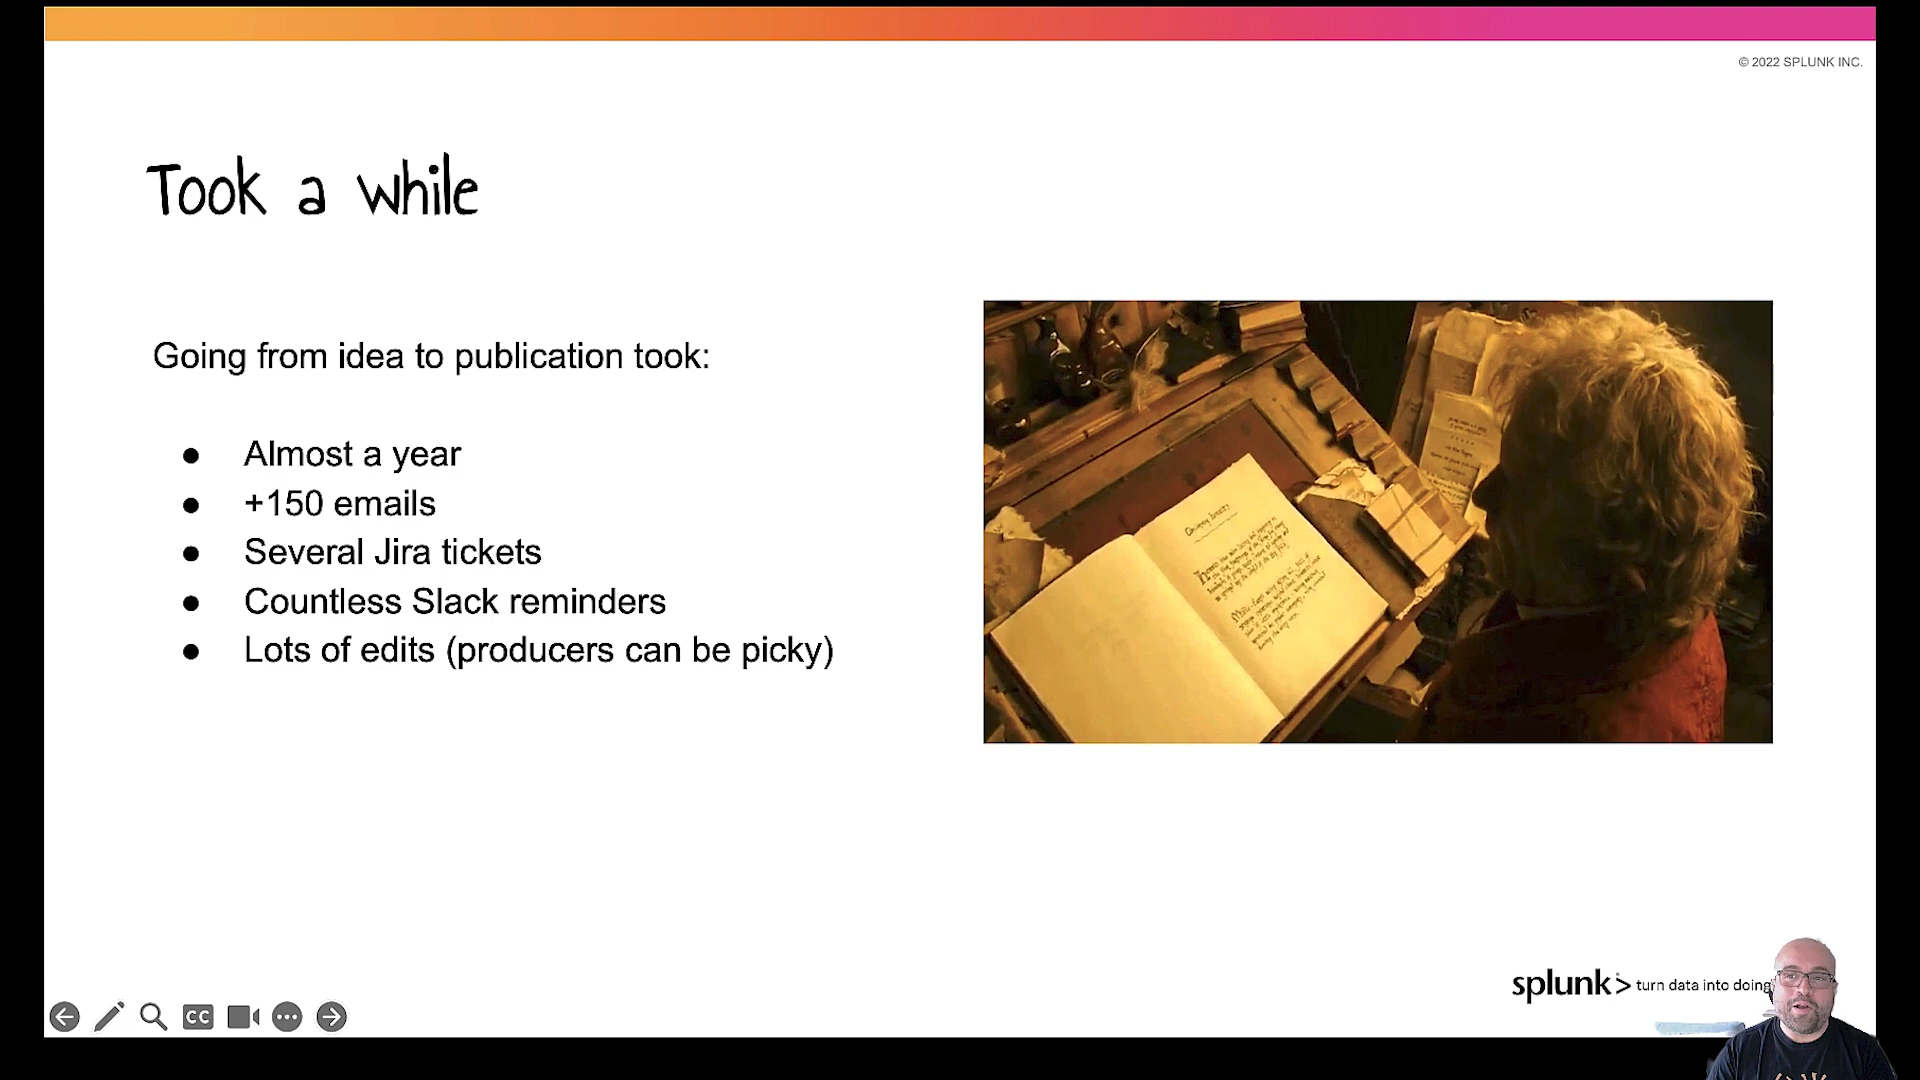 © 2022 SPLUNK INC.
Took a while
Going from idea to publication took:
● Almost a year
● +150 emails
● Several Jira tickets
● Countless Slack reminders
● Lots of edits (producers can be picky)
splunk> turn data into doing
CC